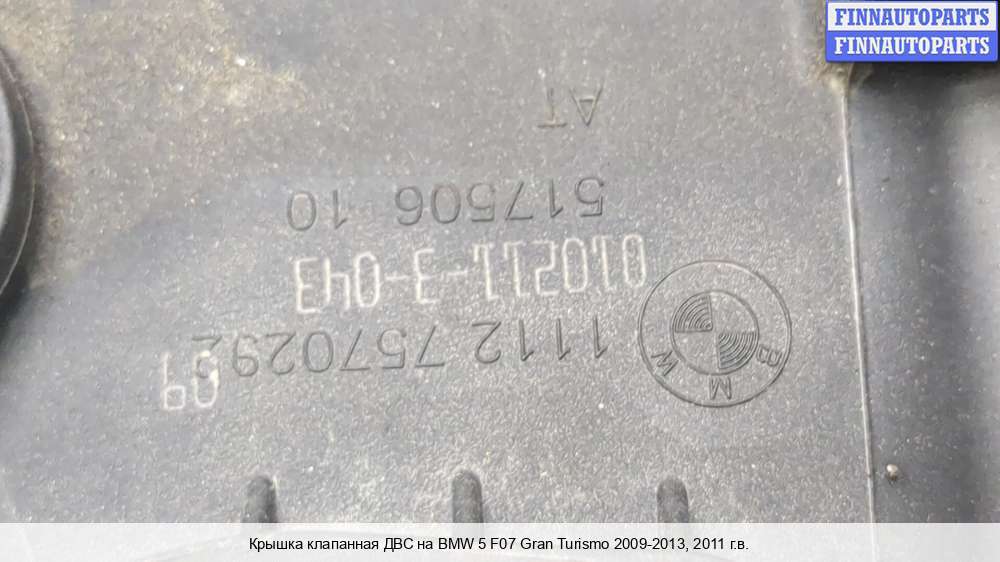 FINNAUTOPARTS
FINNAUTOPARTS
BMW
09
1112 7570292
010211-3-043
517506 10
AT
Крышка клапанная ДВС на BMW 5 F07 Gran Turismo 2009-2013, 2011 г.в.